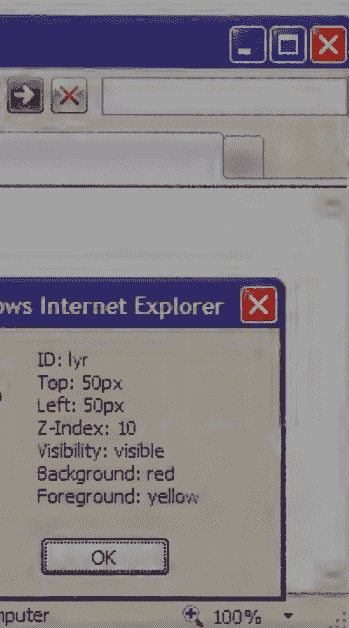 ows Internet Explorer
ID: lyr
Top: 50px
Left: 50px
Z-Index: 10
Visibility: visible
Background: red
Foreground: yellow
OK
mputer 100%